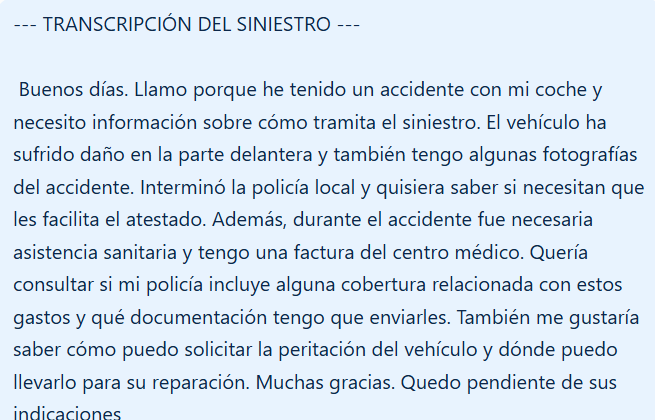 --- TRANSCRIPCIÓN DEL SINIESTRO ---
Buenos días. Llamo porque he tenido un accidente con mi coche y
necesito información sobre cómo tramita el siniestro. El vehículo ha
sufrido daño en la parte delantera y también tengo algunas fotografías
del accidente. Interminó la policía local y quisiera saber si necesitan que
les facilita el atestado. Además, durante el accidente fue necesaria
asistencia sanitaria y tengo una factura del centro médico. Quería
consultar si mi policía incluye alguna cobertura relacionada con estos
gastos y qué documentación tengo que enviarles. También me gustaría
saber cómo puedo solicitar la peritación del vehículo y dónde puedo
llevarlo para su reparación. Muchas gracias. Quedo pendiente de sus
indicaciones